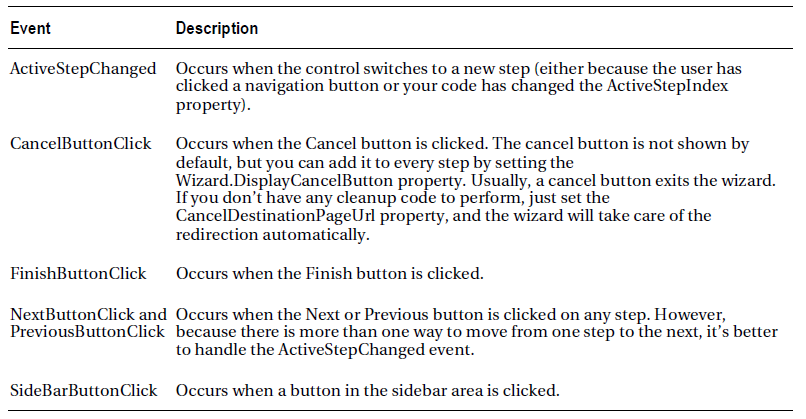 Event Description
ActiveStepChanged Occurs when the control switches to a new step (either because the user has
clicked a navigation button or your code has changed the ActiveStepIndex
property).
CancelButtonClick Occurs when the Cancel button is clicked. The cancel button is not shown by
default, but you can add it to every step by setting the
Wizard.DisplayCancelButton property. Usually, a cancel button exits the wizard.
If you don’t have any cleanup code to perform, just set the
CancelDestinationPageUrl property, and the wizard will take care of the
redirection automatically.
FinishButtonClick Occurs when the Finish button is clicked.
NextButtonClick and Occurs when the Next or Previous button is clicked on any step. However,
PreviousButtonClick because there is more than one way to move from one step to the next, it’s better
to handle the ActiveStepChanged event.
SideBarButtonClick Occurs when a button in the sidebar area is clicked.